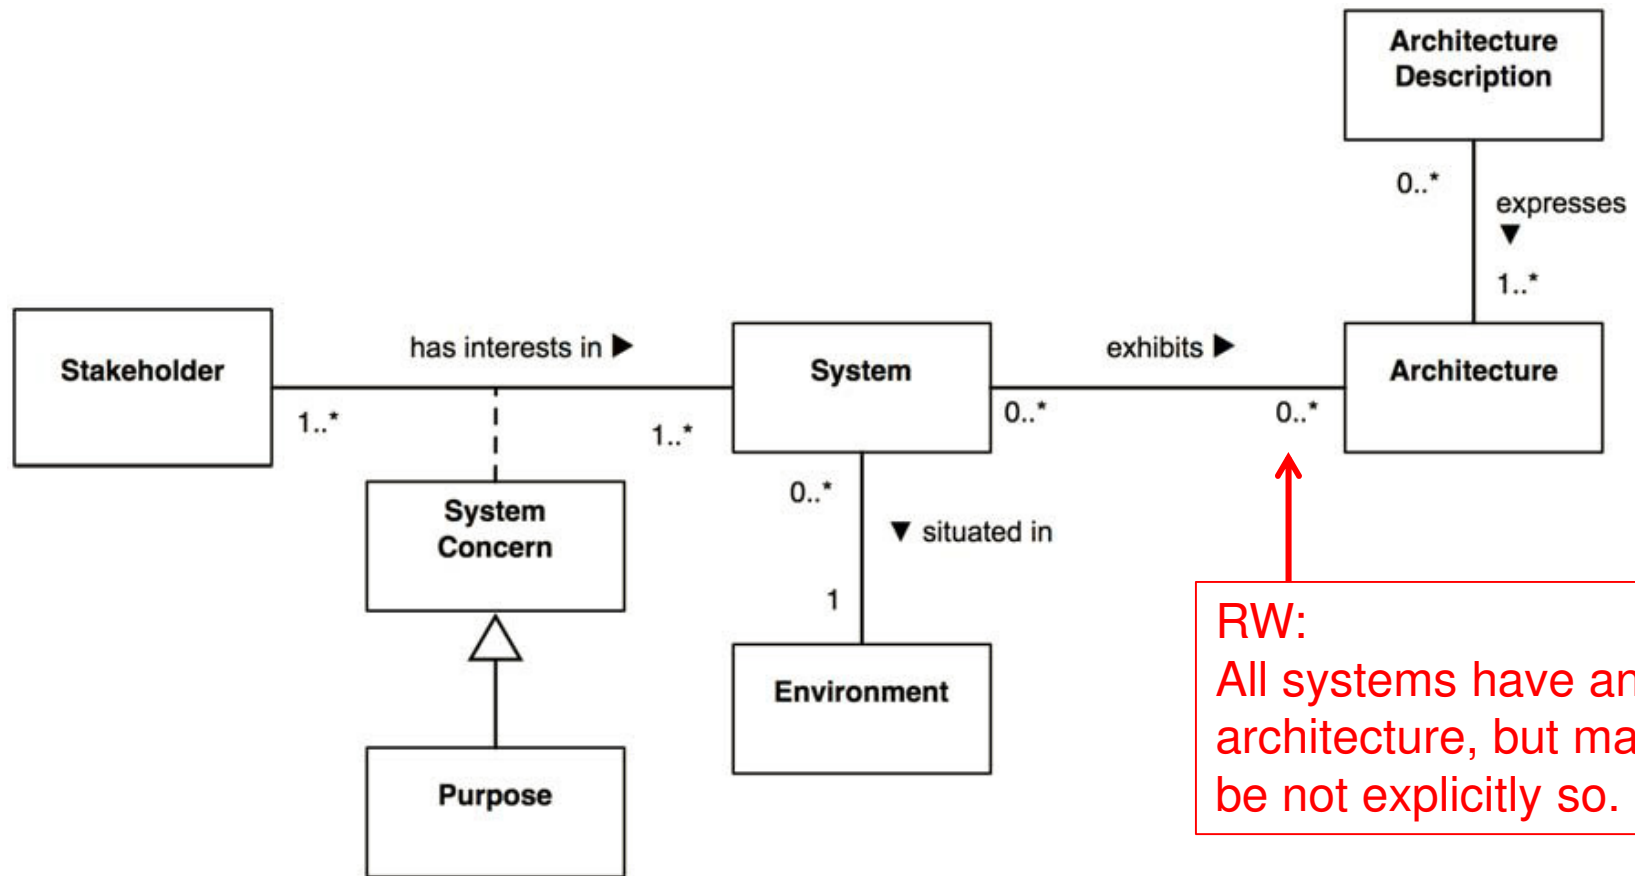 Architecture
Description
0..*
expresses
▼
1..*
Stakeholder
has interests in ▶
1..*
1..*
System
exhibits ▶
0..*
0..*
Architecture
System
Concern
0..*
▼ situated in
1
Environment
Purpose
RW:
All systems have an
architecture, but ma
be not explicitly so.